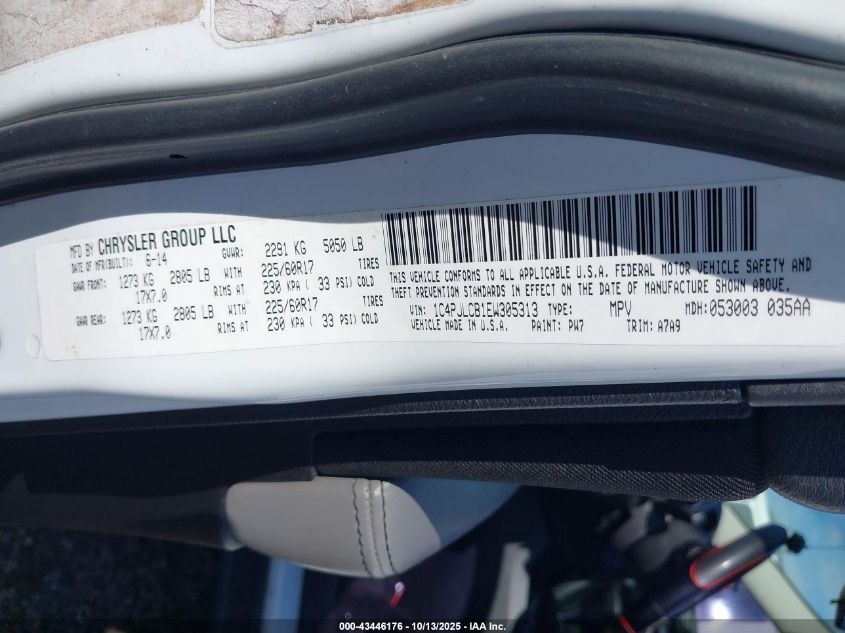 MFD BY CHRYSLER GROUP LLC
DATE OF MFR(BUILT): 6-14 GVWR: 2291 KG 5050 LB
GAWR FRONT: 1273 KG 2805 LB WITH 225/60R17 TIRES
17X7.0 RIMS AT 230 KPA ( 33 PSI) COLD
GAWR REAR: 1273 KG 2805 LB WITH 225/60R17 TIRES
17X7.0 RIMS AT 230 KPA ( 33 PSI) COLD
THIS VEHICLE CONFORMS TO ALL APPLICABLE U.S.A. FEDERAL MOTOR VEHICLE SAFETY AND
THEFT PREVENTION STANDARDS IN EFFECT ON THE DATE OF MANUFACTURE SHOWN ABOVE.
VIN: 1C4PJLCB1EW305313 TYPE: MPV MDH: 053003 035AA
VEHICLE MADE IN U.S.A. PAINT: PW7 TRIM: A7A9
000-43446176 - 10/13/2025 - IAA Inc.